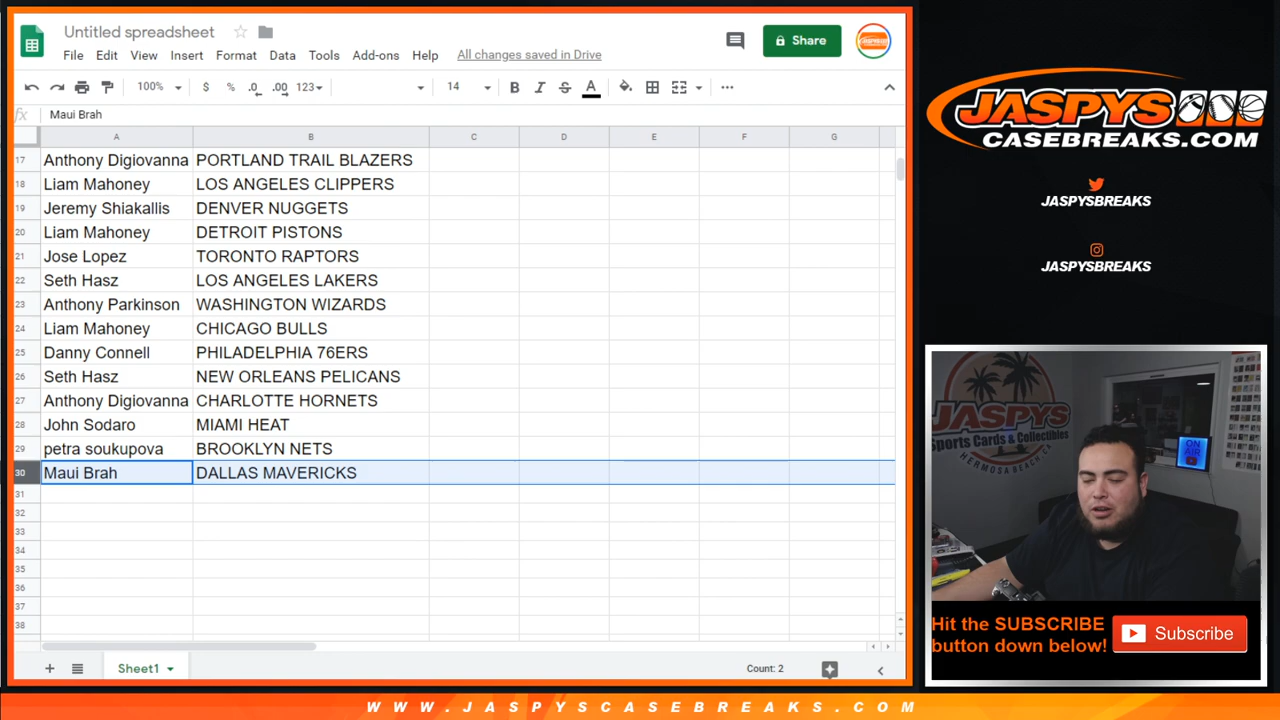 Untitled spreadsheet
File Edit View Insert Format Data Tools Add-ons Help All changes saved in Drive
Share
100% $ % .0 .00 123 14 B I S A
fx Maui Brah
A B C D E F G
17 Anthony Digiovanna PORTLAND TRAIL BLAZERS
18 Liam Mahoney LOS ANGELES CLIPPERS
19 Jeremy Shiakallis DENVER NUGGETS
20 Liam Mahoney DETROIT PISTONS
21 Jose Lopez TORONTO RAPTORS
22 Seth Hasz LOS ANGELES LAKERS
23 Anthony Parkinson WASHINGTON WIZARDS
24 Liam Mahoney CHICAGO BULLS
25 Danny Connell PHILADELPHIA 76ERS
26 Seth Hasz NEW ORLEANS PELICANS
27 Anthony Digiovanna CHARLOTTE HORNETS
28 John Sodaro MIAMI HEAT
29 petra soukupova BROOKLYN NETS
30 Maui Brah DALLAS MAVERICKS
31
32
33
34
35
36
37
38
Sheet1
Count: 2
JASPYS
CASEBREAKS.COM
JASPYSBREAKS
JASPYSBREAKS
JASPYS
Sports Cards & Collectibles
HERMOSA BEACH CA
ON AIR
Hit the SUBSCRIBE
button down below!
Subscribe
WWW.JASPYSCASEBREAKS.COM